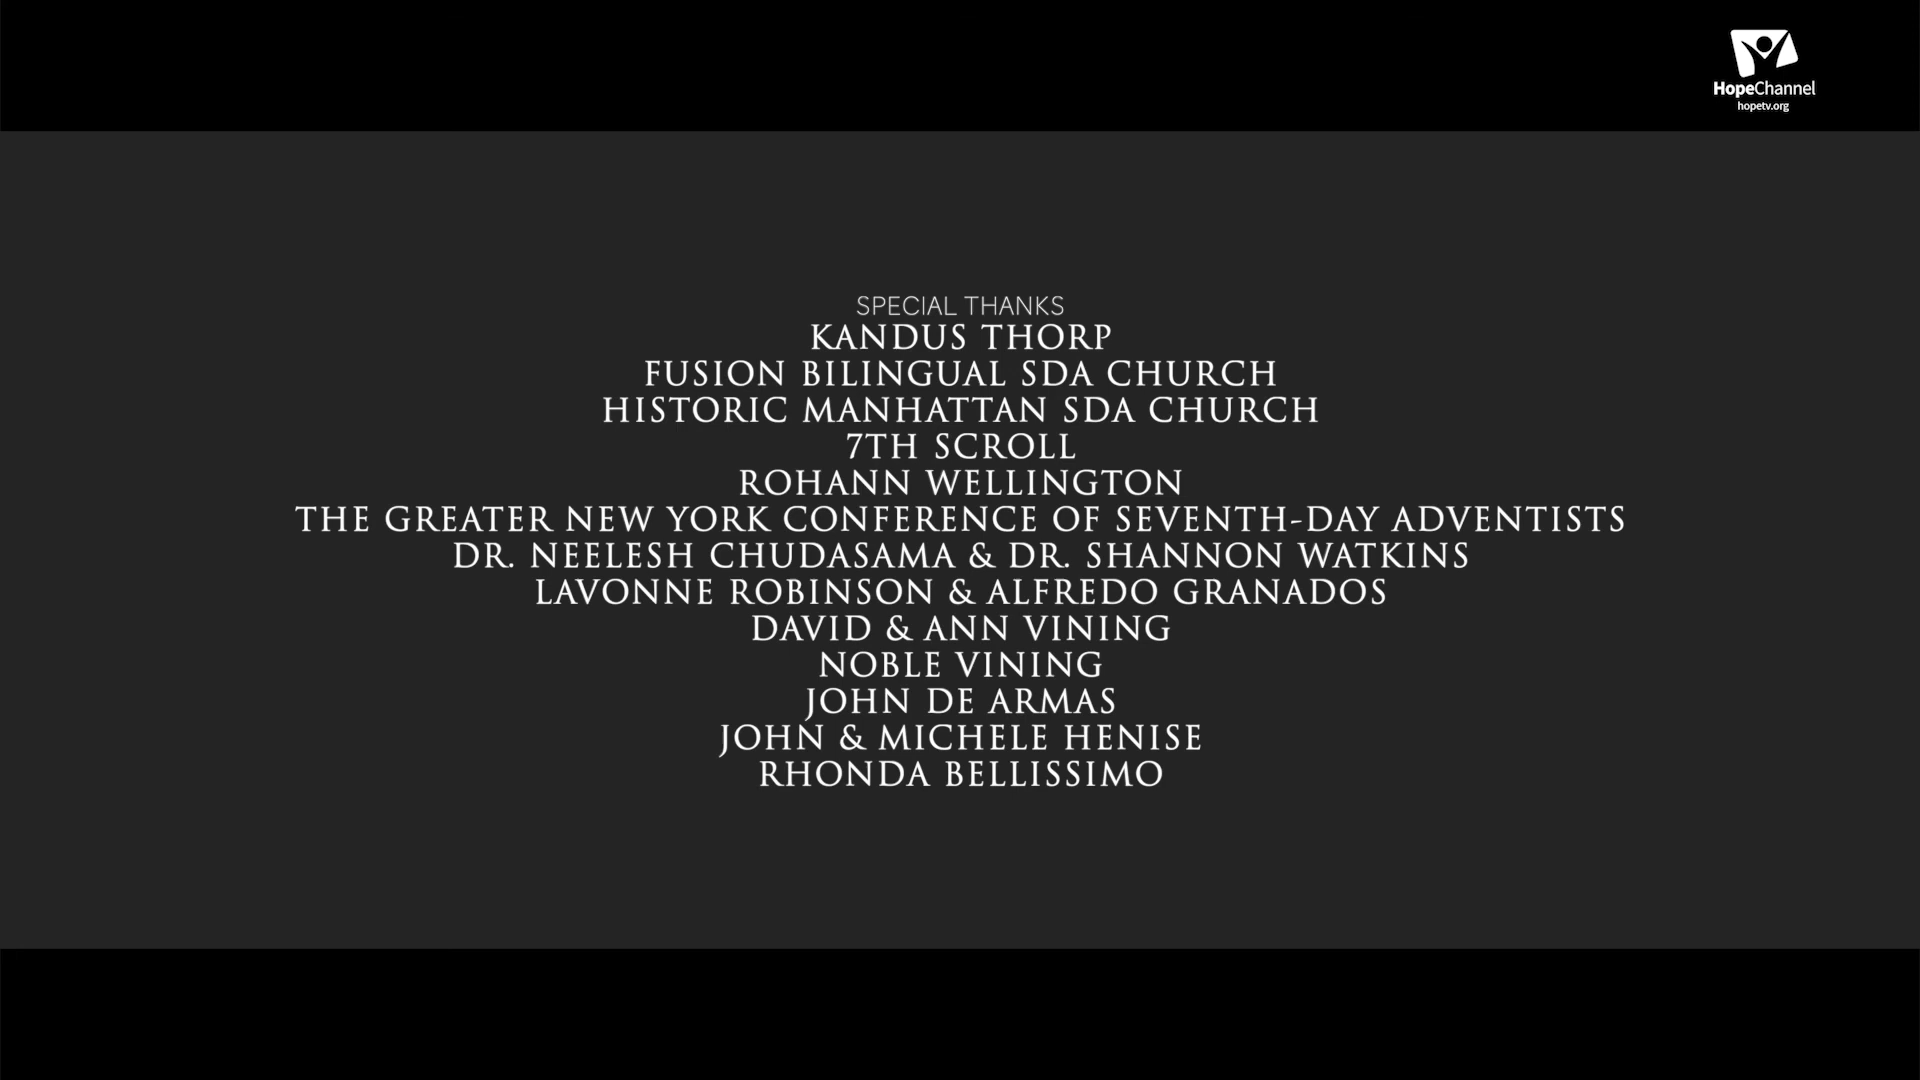 HopeChannel
hopetv.org
SPECIAL THANKS
KANDUS THORP
FUSION BILINGUAL SDA CHURCH
HISTORIC MANHATTAN SDA CHURCH
7TH SCROLL
ROHANN WELLINGTON
THE GREATER NEW YORK CONFERENCE OF SEVENTH-DAY ADVENTISTS
DR. NEELESH CHUDASAMA & DR. SHANNON WATKINS
LAVONNE ROBINSON & ALFREDO GRANADOS
DAVID & ANN VINING
NOBLE VINING
JOHN DE ARMAS
JOHN & MICHELE HENISE
RHONDA BELLISSIMO